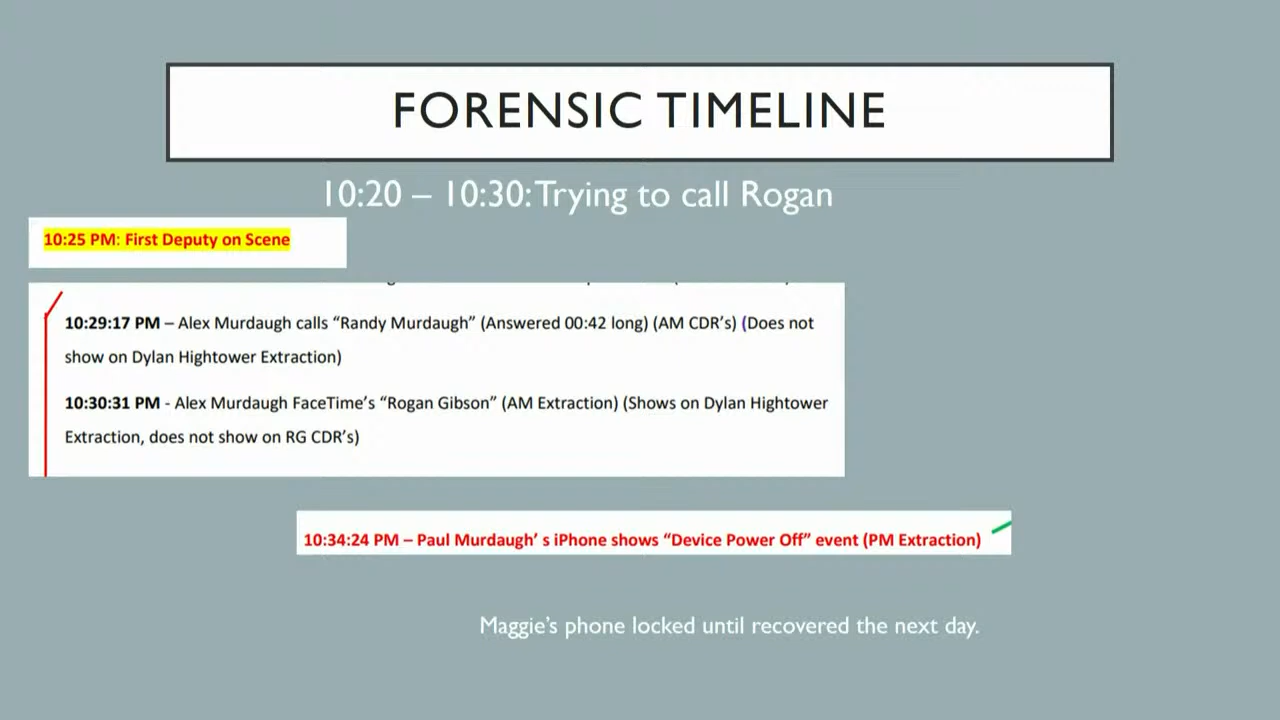 FORENSIC TIMELINE
10:20 – 10:30: Trying to call Rogan
10:25 PM: First Deputy on Scene
10:29:17 PM – Alex Murdaugh calls “Randy Murdaugh” (Answered 00:42 long) (AM CDR’s) (Does not
show on Dylan Hightower Extraction)
10:30:31 PM - Alex Murdaugh FaceTime’s “Rogan Gibson” (AM Extraction) (Shows on Dylan Hightower
Extraction, does not show on RG CDR’s)
10:34:24 PM – Paul Murdaugh’ s iPhone shows “Device Power Off” event (PM Extraction)
Maggie’s phone locked until recovered the next day.